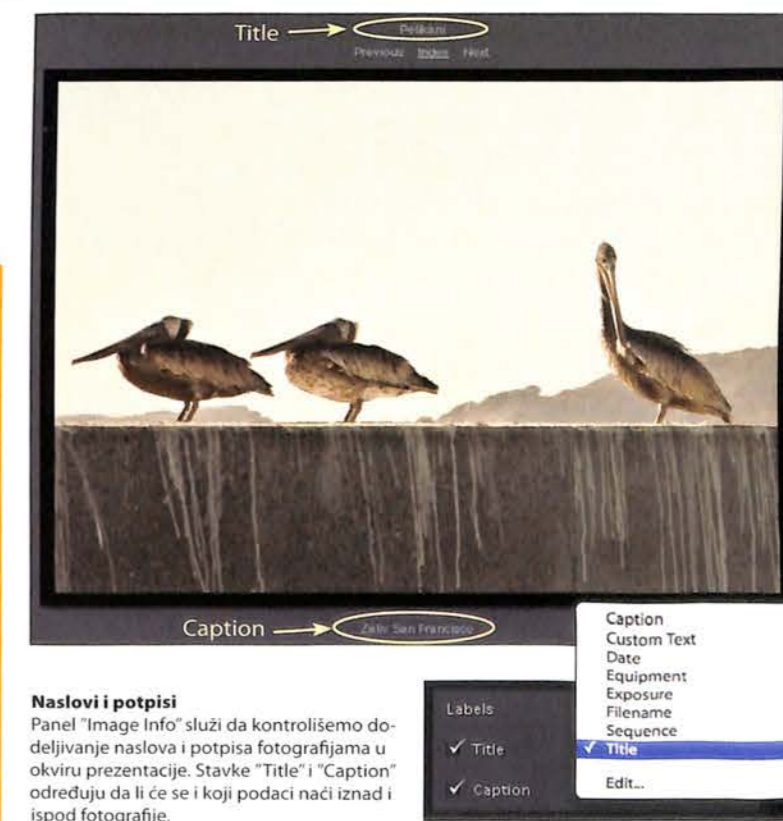 Title
Pelikani
Previous Index Next
Caption
Zaliv San Francisco
Caption
Custom Text
Date
Equipment
Exposure
Filename
Sequence
✓ Title
Edit...
Labels
✓ Title
✓ Caption
Naslovi i potpisi
Panel "Image Info" služi da kontrolišemo do-
deljivanje naslova i potpisa fotografijama u
okviru prezentacije. Stavke "Title" i "Caption"
određuju da li će se i koji podaci naći iznad i
ispod fotografije.